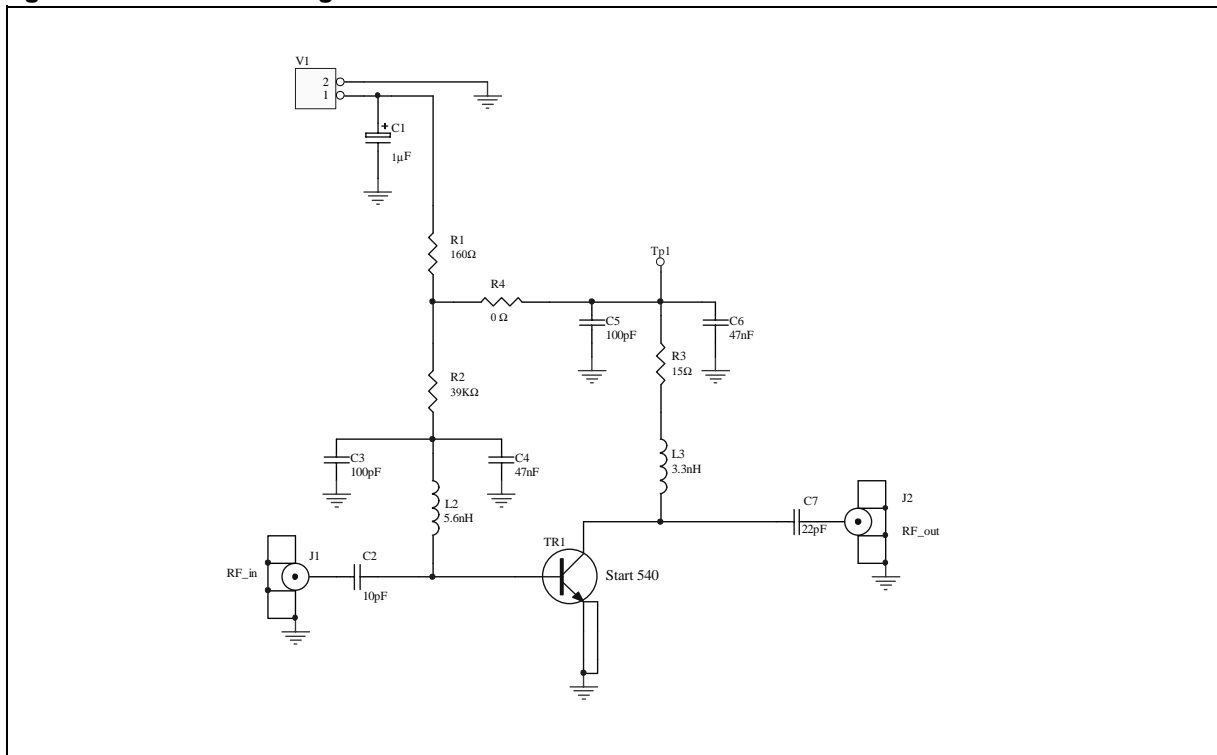 V1
2
1
+
C1
1µF
R1
160Ω
Tp1
R4
0 Ω
C5
100pF
C6
47nF
R3
15Ω
R2
39KΩ
C3
100pF
C4
47nF
L3
3.3nH
L2
5.6nH
C7
22pF
J2
RF_out
TR1
Start 540
J1
RF_in
C2
10pF